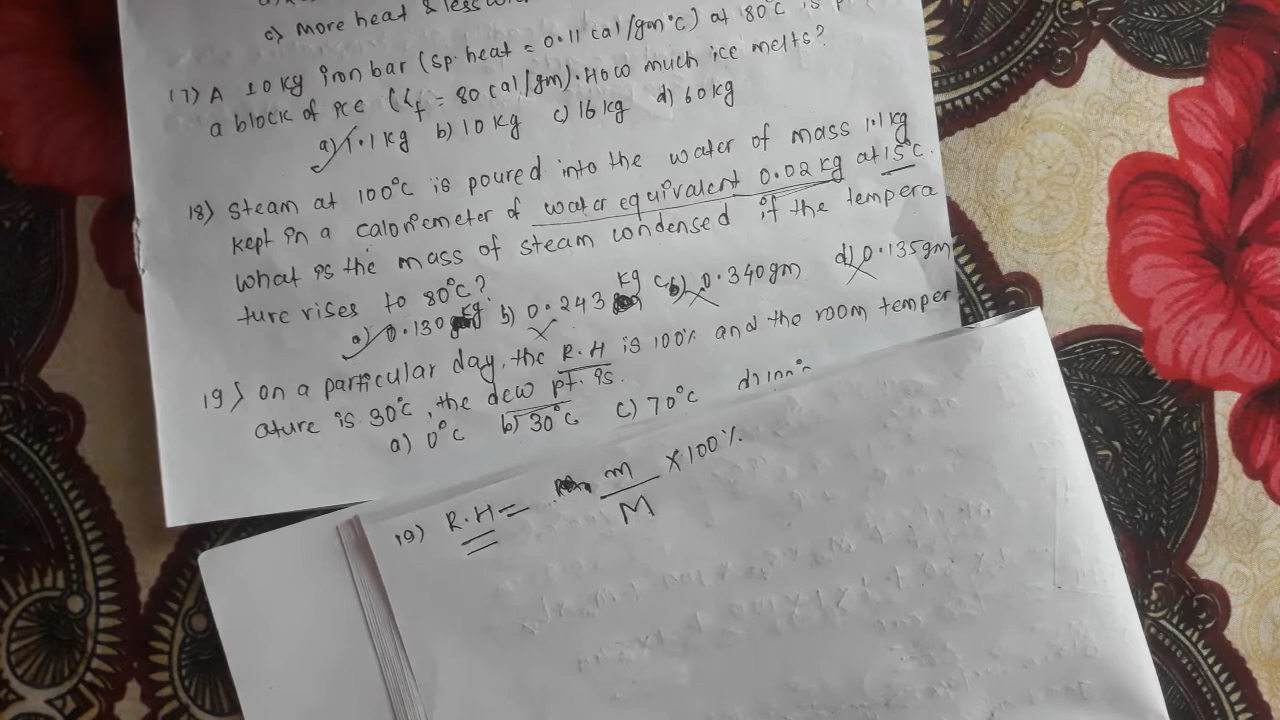 c) more heat & less
17) A 10 kg iron bar (sp. heat = 0.11 cal/gm°C) at 80°C is
a block of ice (Lf = 80 cal/gm). How much ice melts?
a) 1.1 kg b) 10 kg c) 16 kg d) 60 kg
18) Steam at 100°C is poured into the water of mass 1.1 kg
kept in a caloriemeter of water equivalent 0.02 kg at 15°C.
what is the mass of steam condensed if the tempera
ture rises to 80°C?
a) 0.130 kg. b) 0.243 kg c) 0.340 gm d) 0.135 gm
19) on a particular day, the R.H is 100% and the room temper
ature is 30°C, the dew pt. is.
a) 0°C b) 30°C c) 70°C d) 100°C
19) R.H = m/M × 100%